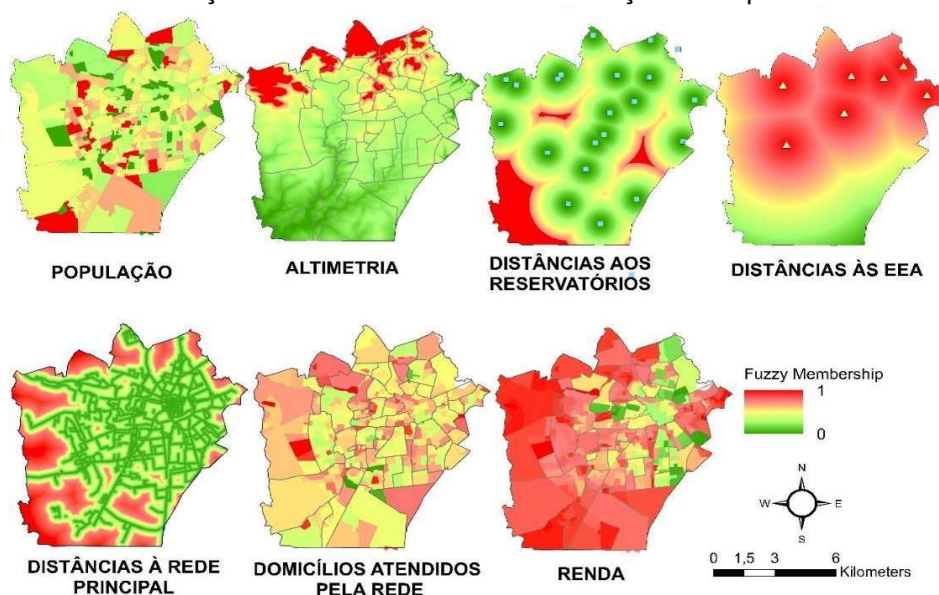 POPULAÇÃO
ALTIMETRIA
DISTÂNCIAS AOS
RESERVATÓRIOS
DISTÂNCIAS ÀS EEA
DISTÂNCIAS À REDE
PRINCIPAL
DOMICÍLIOS ATENDIDOS
PELA REDE
RENDA
Fuzzy Membership
1
0
N
W E
S
0 1,5 3 6
Kilometers